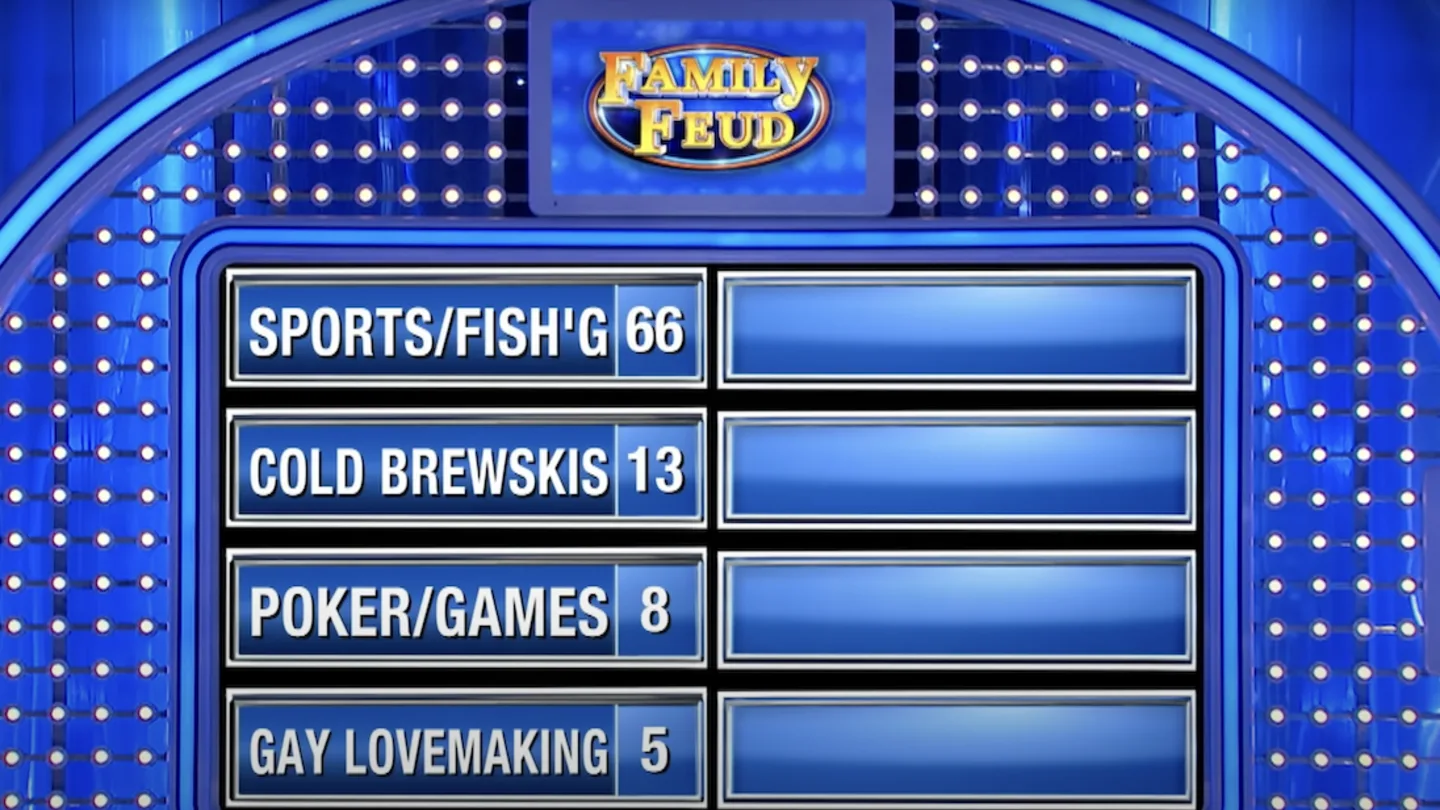 FAMILY
FEUD
SPORTS/FISH'G 66
COLD BREWSKIS 13
POKER/GAMES 8
GAY LOVEMAKING 5